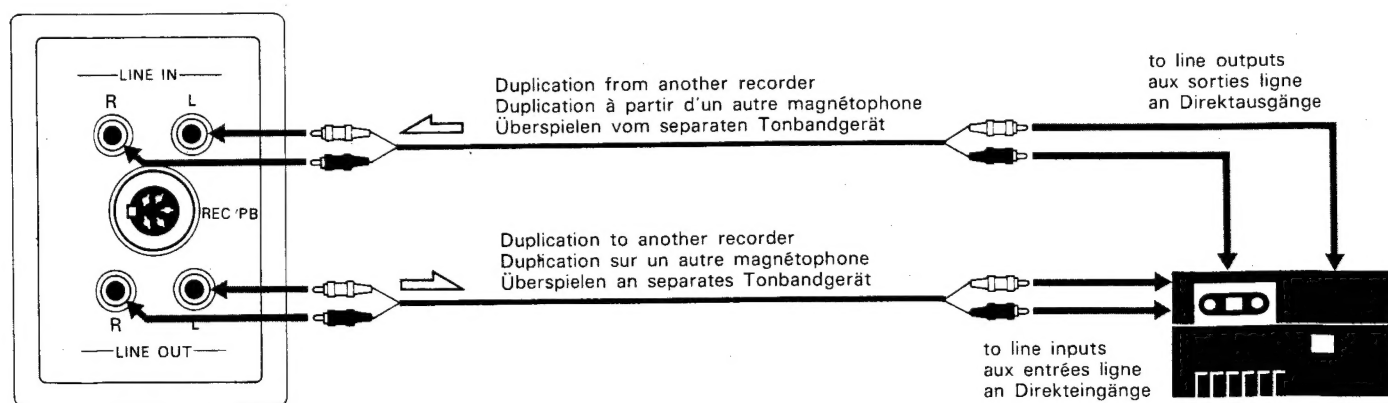 LINE IN
R L
REC/PB
R L
LINE OUT
Duplication from another recorder
Duplication à partir d'un autre magnétophone
Überspielen vom separaten Tonbandgerät
to line outputs
aux sorties ligne
an Direktausgänge
Duplication to another recorder
Duplication sur un autre magnétophone
Überspielen an separates Tonbandgerät
to line inputs
aux entrées ligne
an Direkteingänge